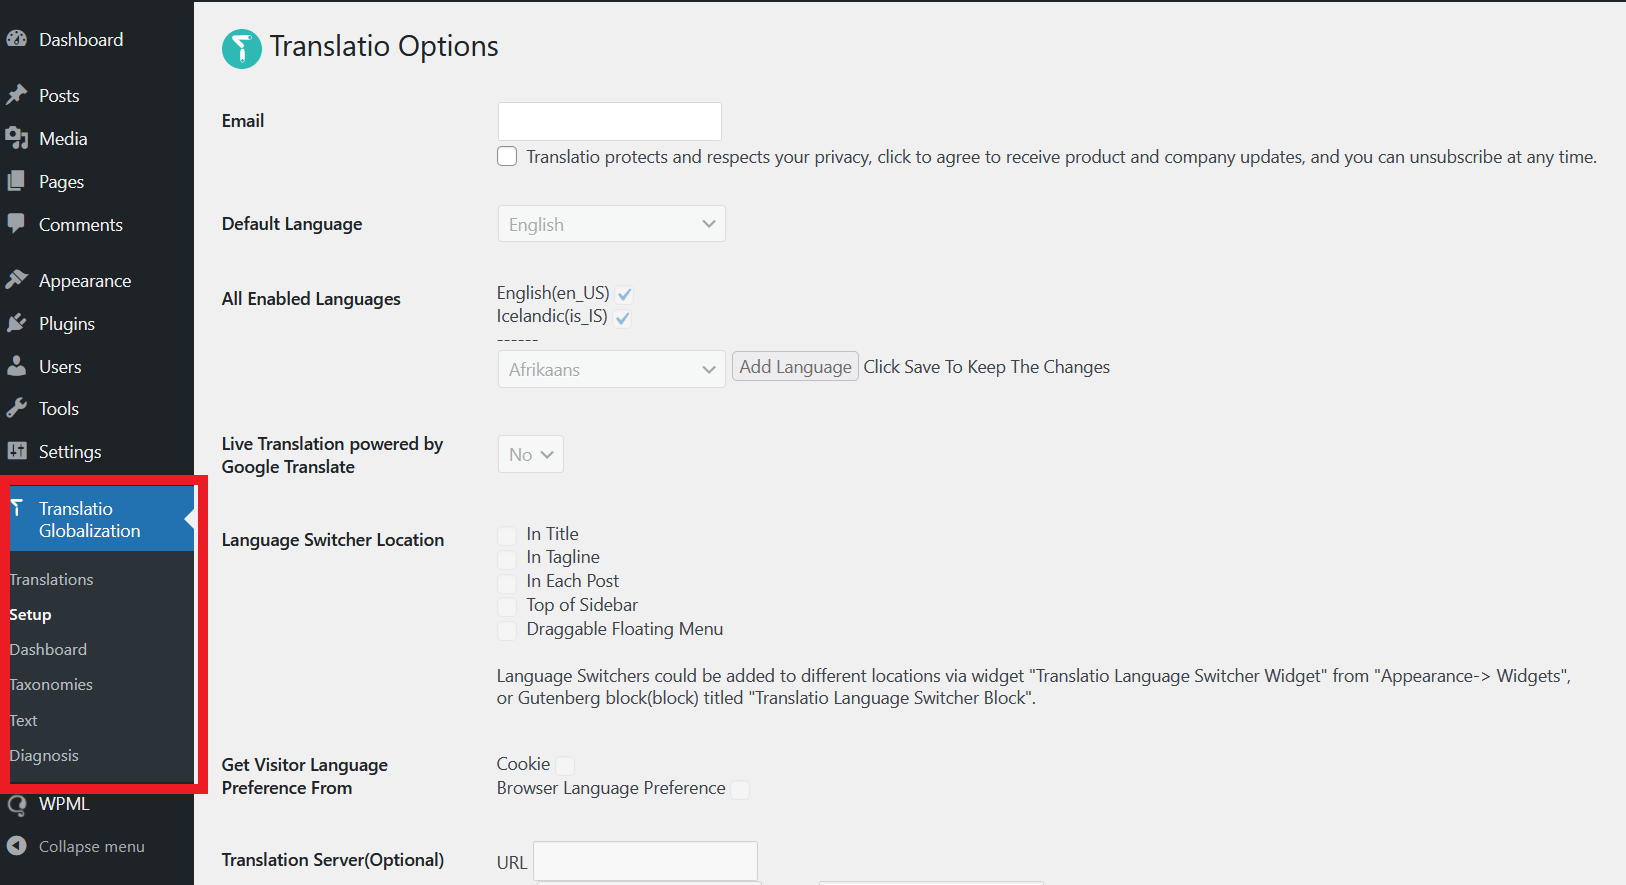 Dashboard
Posts
Media
Pages
Comments
Appearance
Plugins
Users
Tools
Settings
Translatio
Globalization
Translations
Setup
Dashboard
Taxonomies
Text
Diagnosis
WPML
Collapse menu
Translatio Options
Email
Translatio protects and respects your privacy, click to agree to receive product and company updates, and you can unsubscribe at any time.
Default Language
English
All Enabled Languages
English(en_US)
Icelandic(is_IS)
------
Afrikaans
Add Language Click Save To Keep The Changes
Live Translation powered by
Google Translate
No
Language Switcher Location
In Title
In Tagline
In Each Post
Top of Sidebar
Draggable Floating Menu
Language Switchers could be added to different locations via widget "Translatio Language Switcher Widget" from "Appearance-> Widgets",
or Gutenberg block(block) titled "Translatio Language Switcher Block".
Get Visitor Language
Preference From
Cookie
Browser Language Preference
Translation Server(Optional)
URL